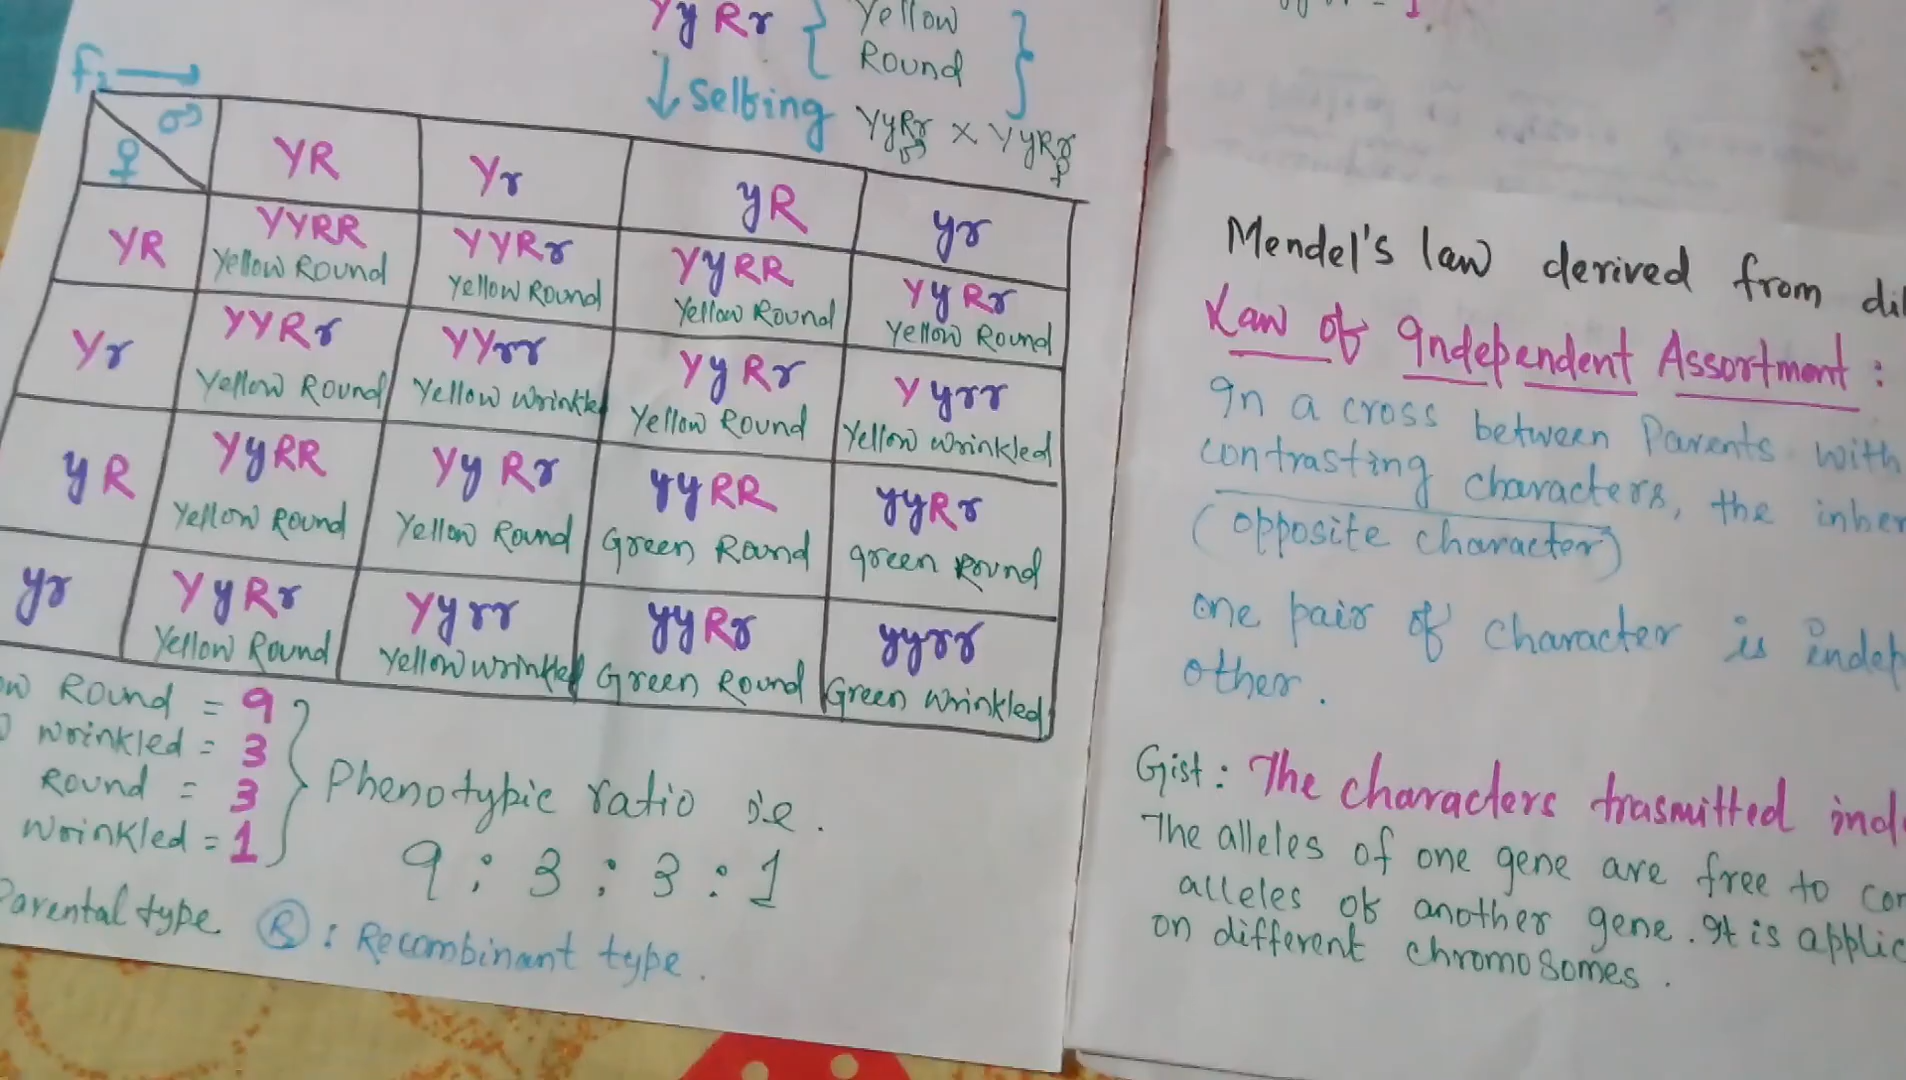 YyRr { Yellow
Round }
↓ Selfing YyRr ♂ × YyRr ♀
♂ ♀
YR Yr yR yr
YR YYRR YYRr YyRR YyRr
Yellow Round Yellow Round Yellow Round Yellow Round
Yr YYRr YYrr YyRr Yyrr
Yellow Round Yellow wrinkle Yellow Round Yellow wrinkled
yR YyRR YyRr yyRR yyRr
Yellow Round Yellow Round Green Round green Round
yr YyRr Yyrr yyRr yyrr
Yellow Round Yellow wrinkled Green Round Green wrinkled
Round = 9
wrinkled = 3
Round = 3
wrinkled = 1
Phenotypic ratio i.e.
9 : 3 : 3 : 1
Parental type Ⓡ : Recombinant type.
Mendel's law derived from
Law of Independent Assortment :
In a cross between Parents with
contrasting characters, the
(opposite character)
one pair of character is
other.
Gist : The characters trasmitted
The alleles of one gene are free to
alleles of another gene. It is
on different chromosomes.